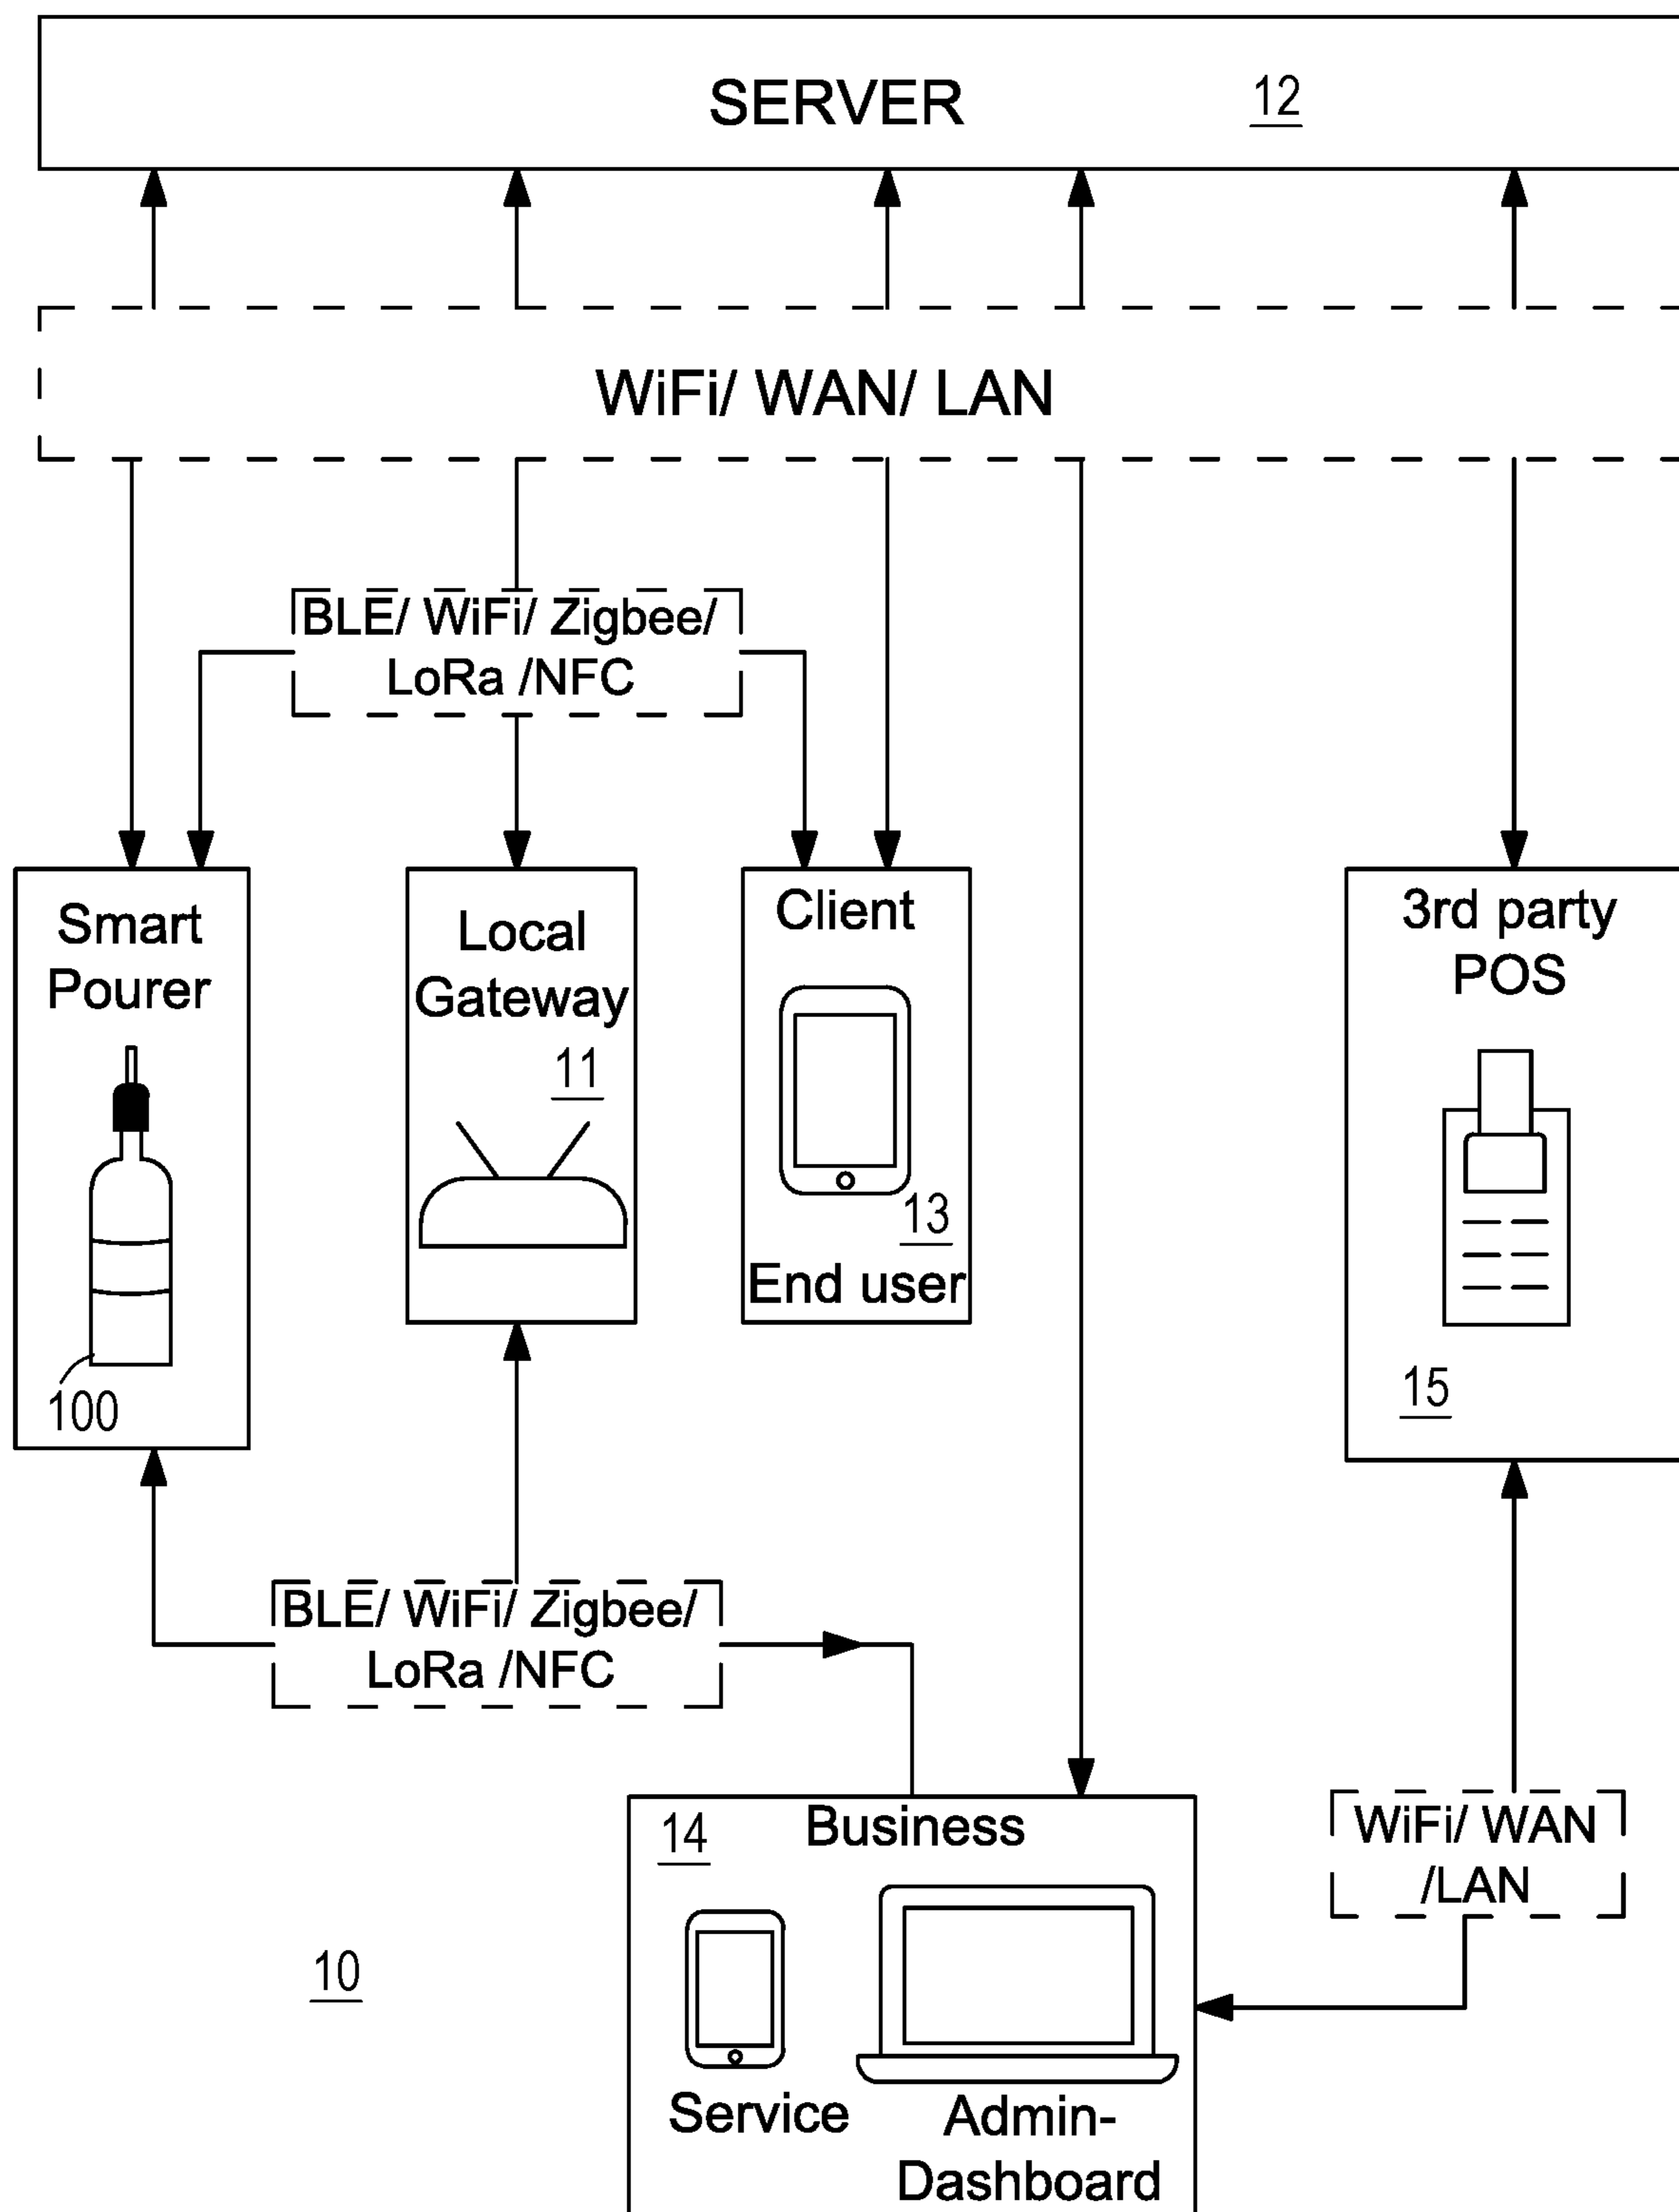 SERVER 12
WiFi/ WAN/ LAN
BLE/ WiFi/ Zigbee/
LoRa /NFC
Smart
Pourer
100
Local
Gateway
11
Client
13
End user
3rd party
POS
15
BLE/ WiFi/ Zigbee/
LoRa /NFC
WiFi/ WAN
/LAN
14 Business
Service
Admin-
Dashboard
10